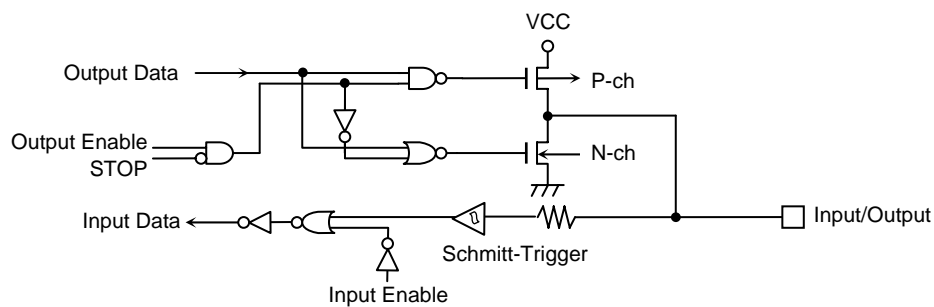 VCC
Output Data
P-ch
Output Enable
STOP
N-ch
Input Data
Input/Output
Schmitt-Trigger
Input Enable